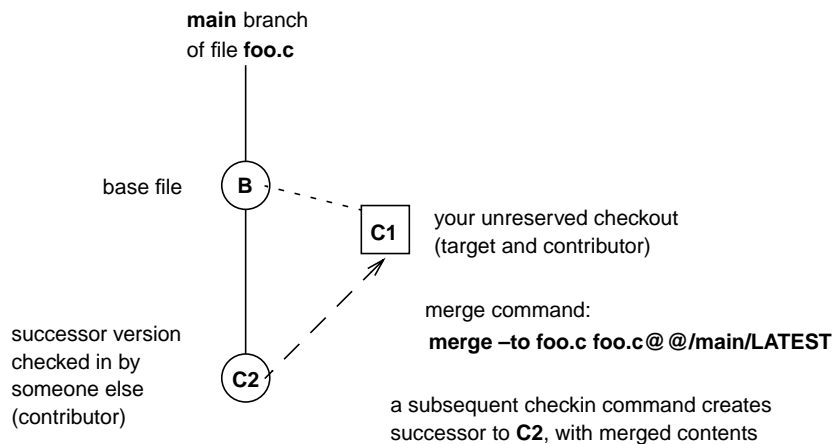 main branch
of file foo.c
base file
B
C1
your unreserved checkout
(target and contributor)
merge command:
merge –to foo.c foo.c@@/main/LATEST
successor version
checked in by
someone else
(contributor)
C2
a subsequent checkin command creates
successor to C2, with merged contents